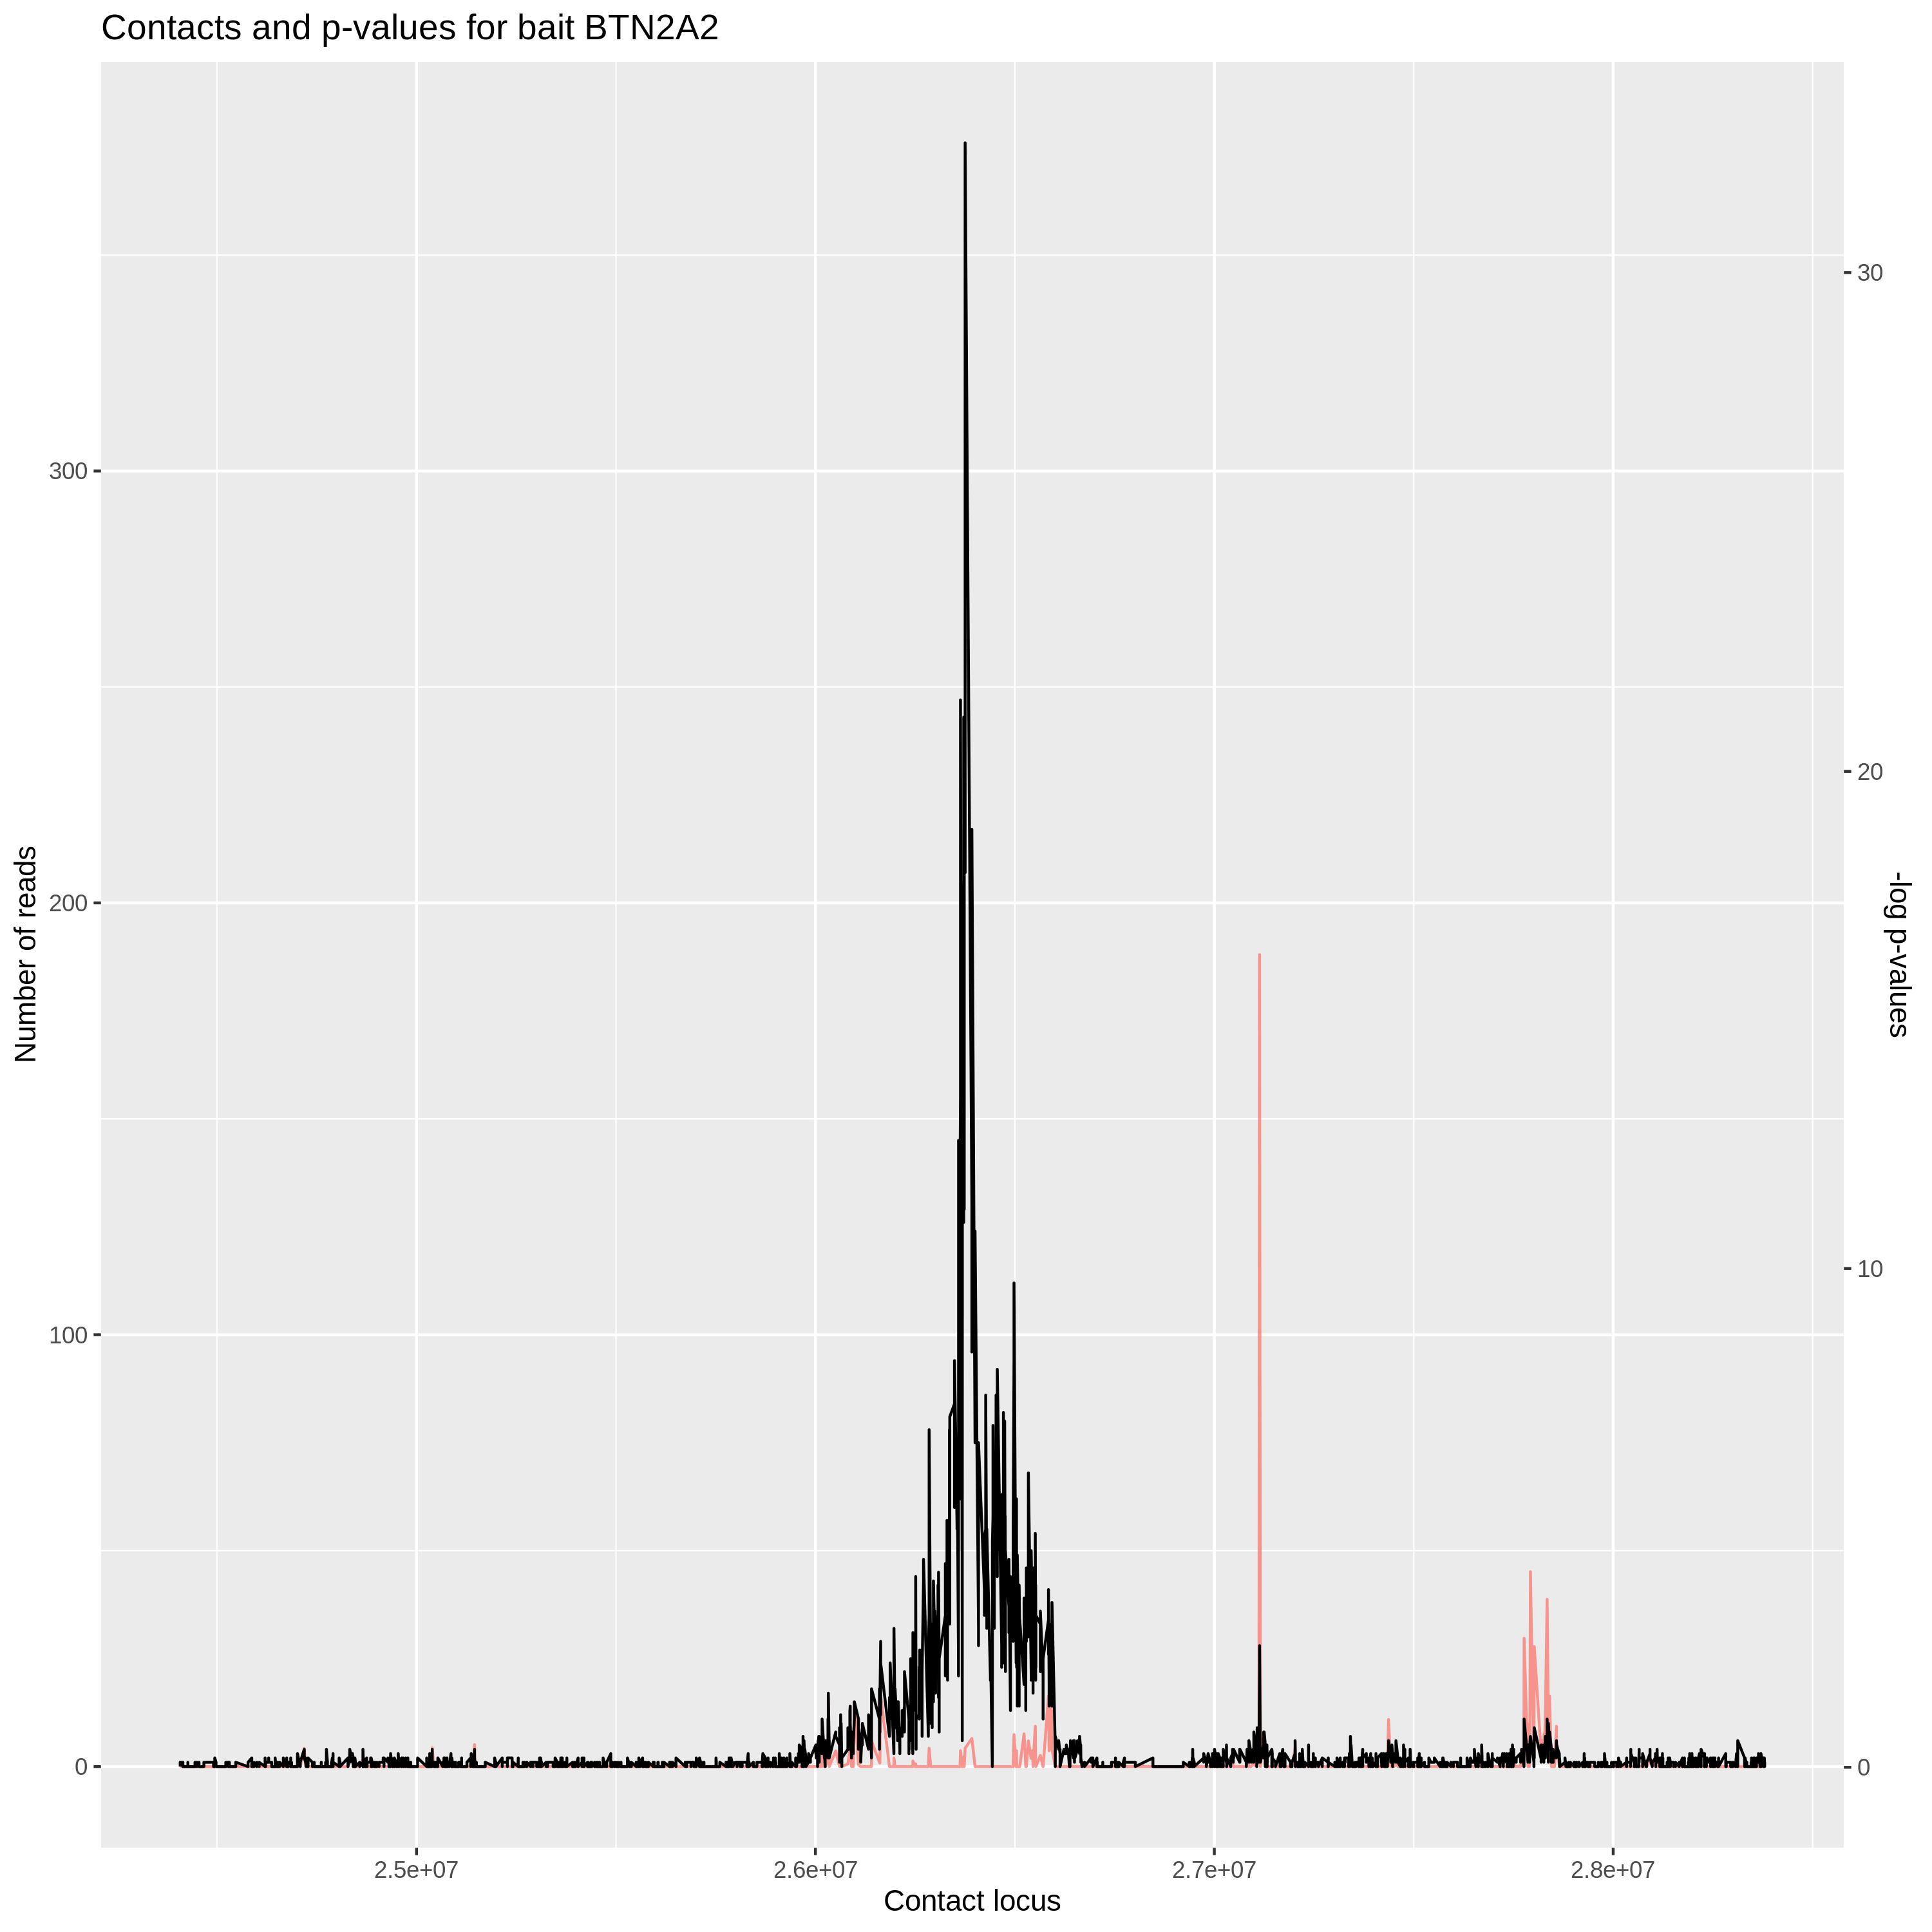 Contacts and p-values for bait BTN2A2
Number of reads
300
200
100
0
30
20
10
0
-log p-values
2.5e+07
2.6e+07
2.7e+07
2.8e+07
Contact locus